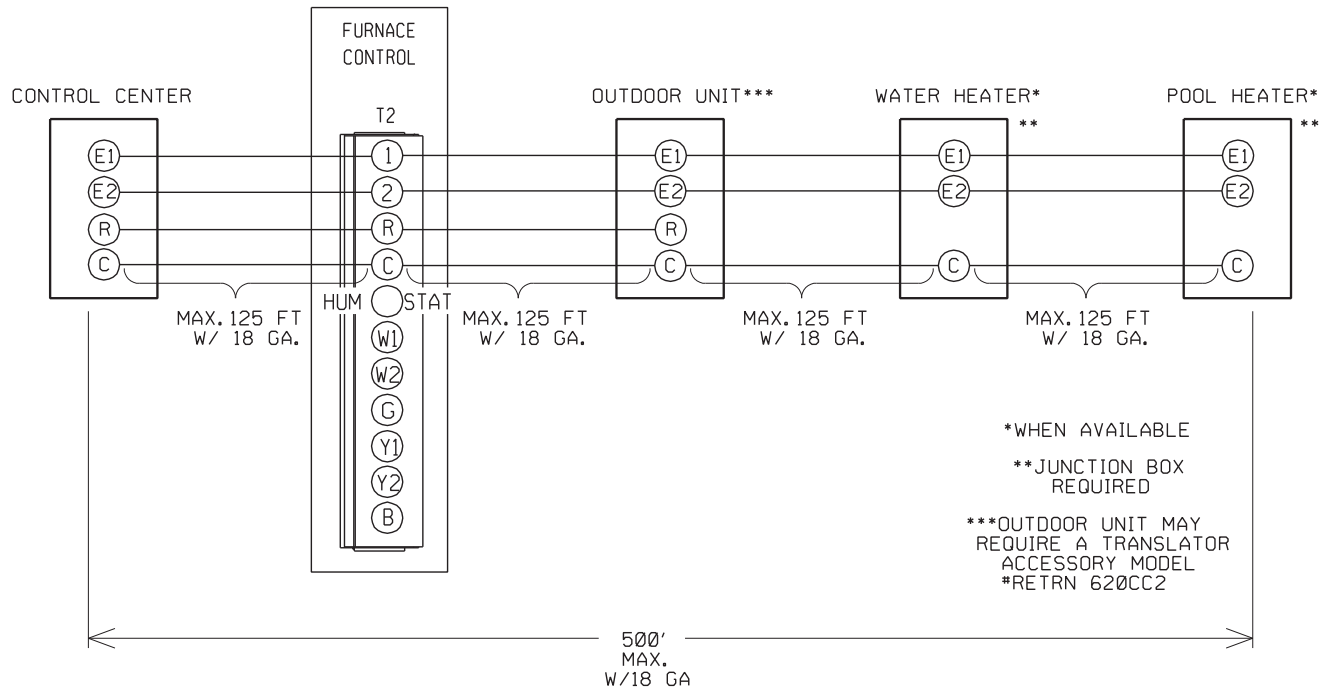 FURNACE
CONTROL
CONTROL CENTER
T2
OUTDOOR UNIT***
WATER HEATER*
**
POOL HEATER*
**
E1 1 E1 E1 E1
E2 2 E2 E2 E2
R R R
C C C C C
HUM STAT
MAX. 125 FT
W/ 18 GA.
MAX. 125 FT
W/ 18 GA.
MAX. 125 FT
W/ 18 GA.
MAX. 125 FT
W/ 18 GA.
W1
W2
G
Y1
Y2
B
*WHEN AVAILABLE
**JUNCTION BOX
REQUIRED
***OUTDOOR UNIT MAY
REQUIRE A TRANSLATOR
ACCESSORY MODEL
#RETRN 620CC2
500'
MAX.
W/18 GA